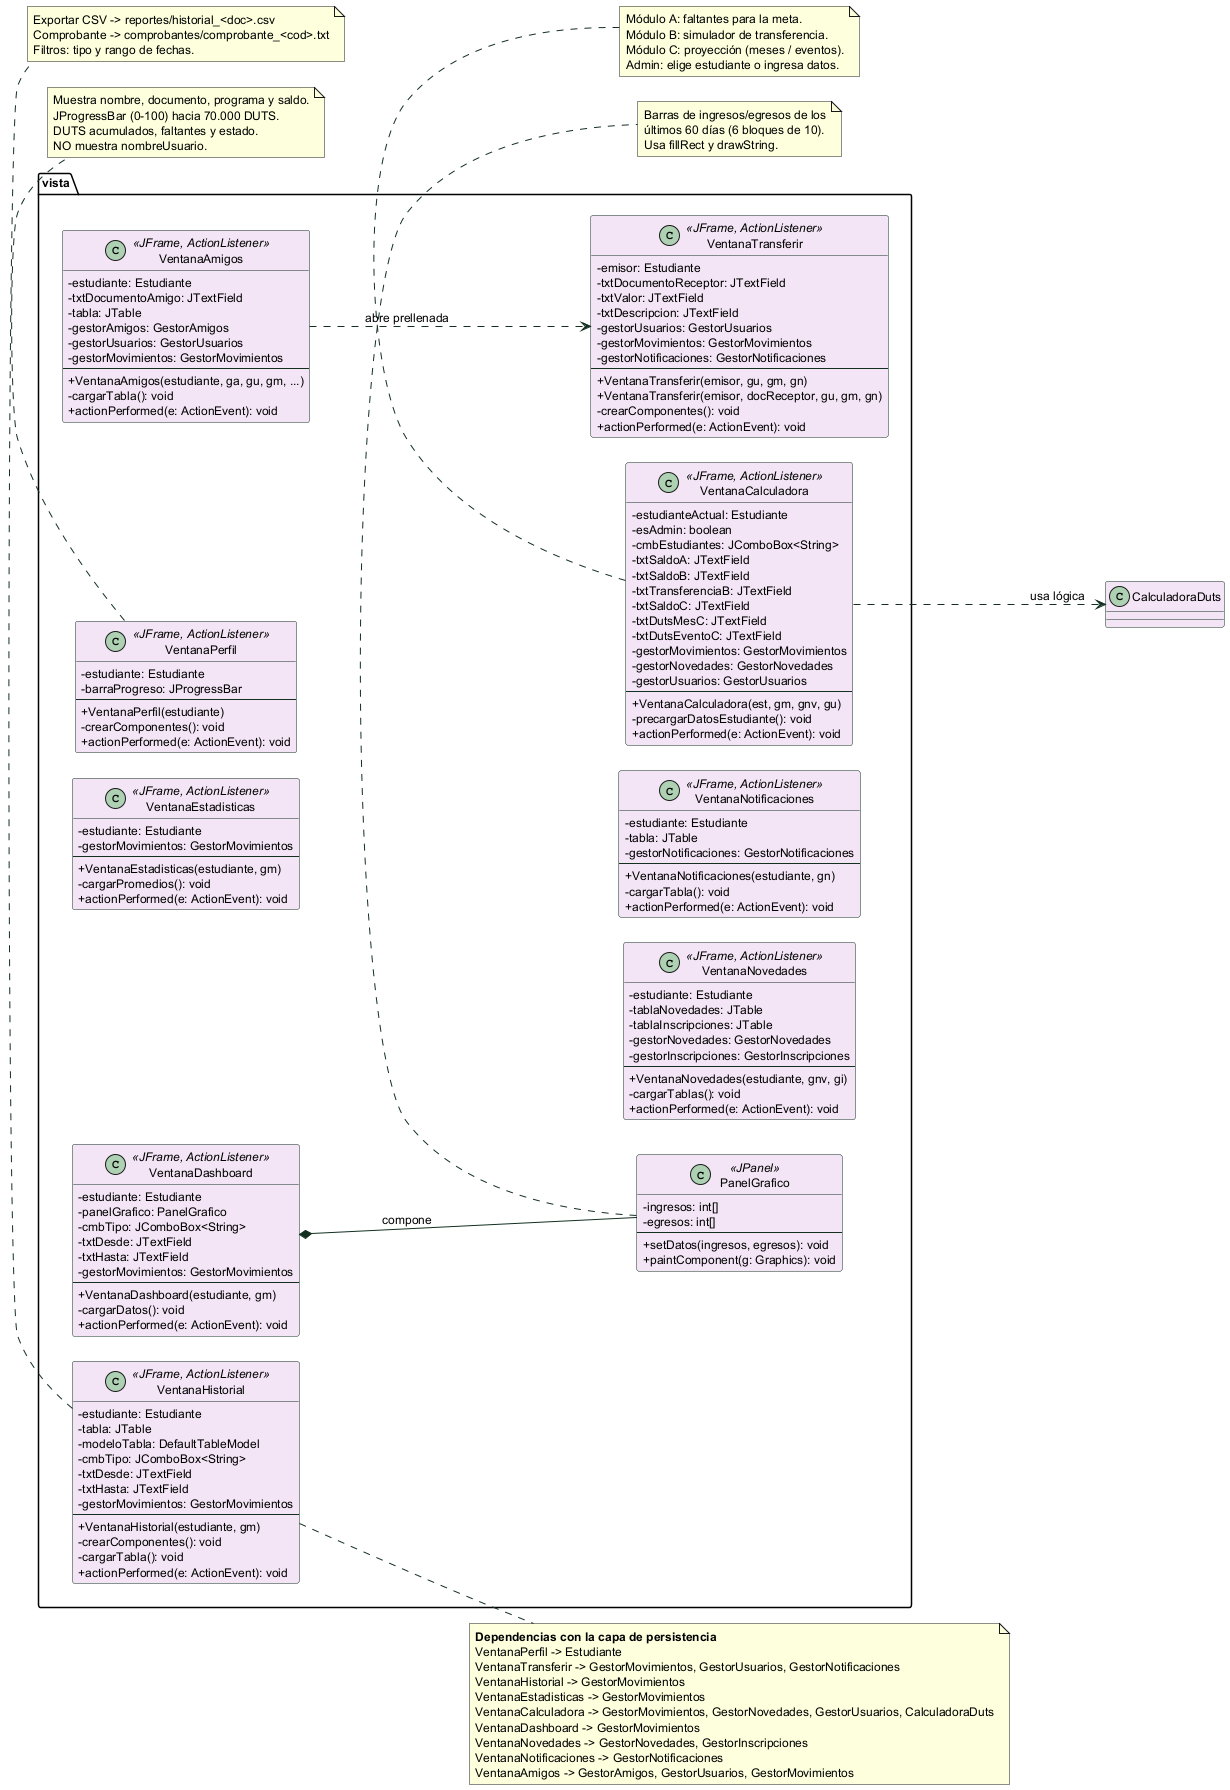 Exportar CSV -> reportes/historial_<doc>.csv
Comprobante -> comprobantes/comprobante_<cod>.txt
Filtros: tipo y rango de fechas.
Módulo A: faltantes para la meta.
Módulo B: simulador de transferencia.
Módulo C: proyección (meses / eventos).
Admin: elige estudiante o ingresa datos.
Muestra nombre, documento, programa y saldo.
JProgressBar (0-100) hacia 70.000 DUTS.
DUTS acumulados, faltantes y estado.
NO muestra nombreUsuario.
Barras de ingresos/egresos de los
últimos 60 días (6 bloques de 10).
Usa fillRect y drawString.
vista
C
«JFrame, ActionListener»
VentanaAmigos
-estudiante: Estudiante
-txtDocumentoAmigo: JTextField
-tabla: JTable
-gestorAmigos: GestorAmigos
-gestorUsuarios: GestorUsuarios
-gestorMovimientos: GestorMovimientos
+VentanaAmigos(estudiante, ga, gu, gm, ...)
-cargarTabla(): void
+actionPerformed(e: ActionEvent): void
abre prellenada
C
«JFrame, ActionListener»
VentanaTransferir
-emisor: Estudiante
-txtDocumentoReceptor: JTextField
-txtValor: JTextField
-txtDescripcion: JTextField
-gestorUsuarios: GestorUsuarios
-gestorMovimientos: GestorMovimientos
-gestorNotificaciones: GestorNotificaciones
+VentanaTransferir(emisor, gu, gm, gn)
+VentanaTransferir(emisor, docReceptor, gu, gm, gn)
-crearComponentes(): void
+actionPerformed(e: ActionEvent): void
C
«JFrame, ActionListener»
VentanaCalculadora
-estudianteActual: Estudiante
-esAdmin: boolean
-cmbEstudiantes: JComboBox<String>
-txtSaldoA: JTextField
-txtSaldoB: JTextField
-txtTransferenciaB: JTextField
-txtSaldoC: JTextField
-txtDutsMesC: JTextField
-txtDutsEventoC: JTextField
-gestorMovimientos: GestorMovimientos
-gestorNovedades: GestorNovedades
-gestorUsuarios: GestorUsuarios
+VentanaCalculadora(est, gm, gnv, gu)
-precargarDatosEstudiante(): void
+actionPerformed(e: ActionEvent): void
usa lógica
C
CalculadoraDuts
C
«JFrame, ActionListener»
VentanaPerfil
-estudiante: Estudiante
-barraProgreso: JProgressBar
+VentanaPerfil(estudiante)
-crearComponentes(): void
+actionPerformed(e: ActionEvent): void
C
«JFrame, ActionListener»
VentanaEstadisticas
-estudiante: Estudiante
-gestorMovimientos: GestorMovimientos
+VentanaEstadisticas(estudiante, gm)
-cargarPromedios(): void
+actionPerformed(e: ActionEvent): void
C
«JFrame, ActionListener»
VentanaNotificaciones
-estudiante: Estudiante
-tabla: JTable
-gestorNotificaciones: GestorNotificaciones
+VentanaNotificaciones(estudiante, gn)
-cargarTabla(): void
+actionPerformed(e: ActionEvent): void
C
«JFrame, ActionListener»
VentanaNovedades
-estudiante: Estudiante
-tablaNovedades: JTable
-tablaInscripciones: JTable
-gestorNovedades: GestorNovedades
-gestorInscripciones: GestorInscripciones
+VentanaNovedades(estudiante, gnv, gi)
-cargarTablas(): void
+actionPerformed(e: ActionEvent): void
C
«JFrame, ActionListener»
VentanaDashboard
-estudiante: Estudiante
-panelGrafico: PanelGrafico
-cmbTipo: JComboBox<String>
-txtDesde: JTextField
-txtHasta: JTextField
-gestorMovimientos: GestorMovimientos
+VentanaDashboard(estudiante, gm)
-cargarDatos(): void
+actionPerformed(e: ActionEvent): void
compone
C
«JPanel»
PanelGrafico
-ingresos: int[]
-egresos: int[]
+setDatos(ingresos, egresos): void
+paintComponent(g: Graphics): void
C
«JFrame, ActionListener»
VentanaHistorial
-estudiante: Estudiante
-tabla: JTable
-modeloTabla: DefaultTableModel
-cmbTipo: JComboBox<String>
-txtDesde: JTextField
-txtHasta: JTextField
-gestorMovimientos: GestorMovimientos
+VentanaHistorial(estudiante, gm)
-crearComponentes(): void
-cargarTabla(): void
+actionPerformed(e: ActionEvent): void
Dependencias con la capa de persistencia
VentanaPerfil -> Estudiante
VentanaTransferir -> GestorMovimientos, GestorUsuarios, GestorNotificaciones
VentanaHistorial -> GestorMovimientos
VentanaEstadisticas -> GestorMovimientos
VentanaCalculadora -> GestorMovimientos, GestorNovedades, GestorUsuarios, CalculadoraDuts
VentanaDashboard -> GestorMovimientos
VentanaNovedades -> GestorNovedades, GestorInscripciones
VentanaNotificaciones -> GestorNotificaciones
VentanaAmigos -> GestorAmigos, GestorUsuarios, GestorMovimientos